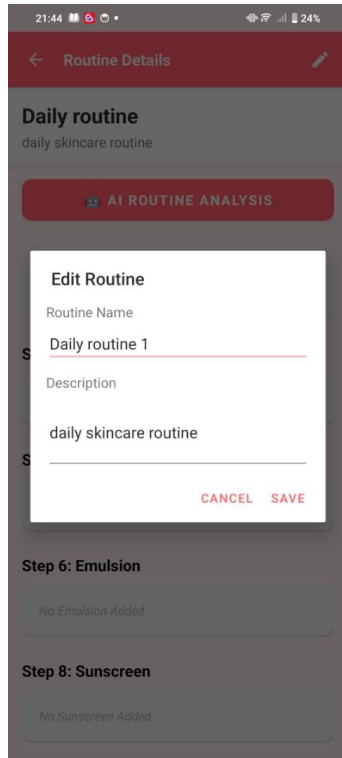 21:44
24%
Routine Details
Daily routine
daily skincare routine
AI ROUTINE ANALYSIS
Edit Routine
Routine Name
Daily routine 1
Description
daily skincare routine
CANCEL SAVE
S
S
Step 6: Emulsion
No Emulsion Added
Step 8: Sunscreen
No Sunscreen Added